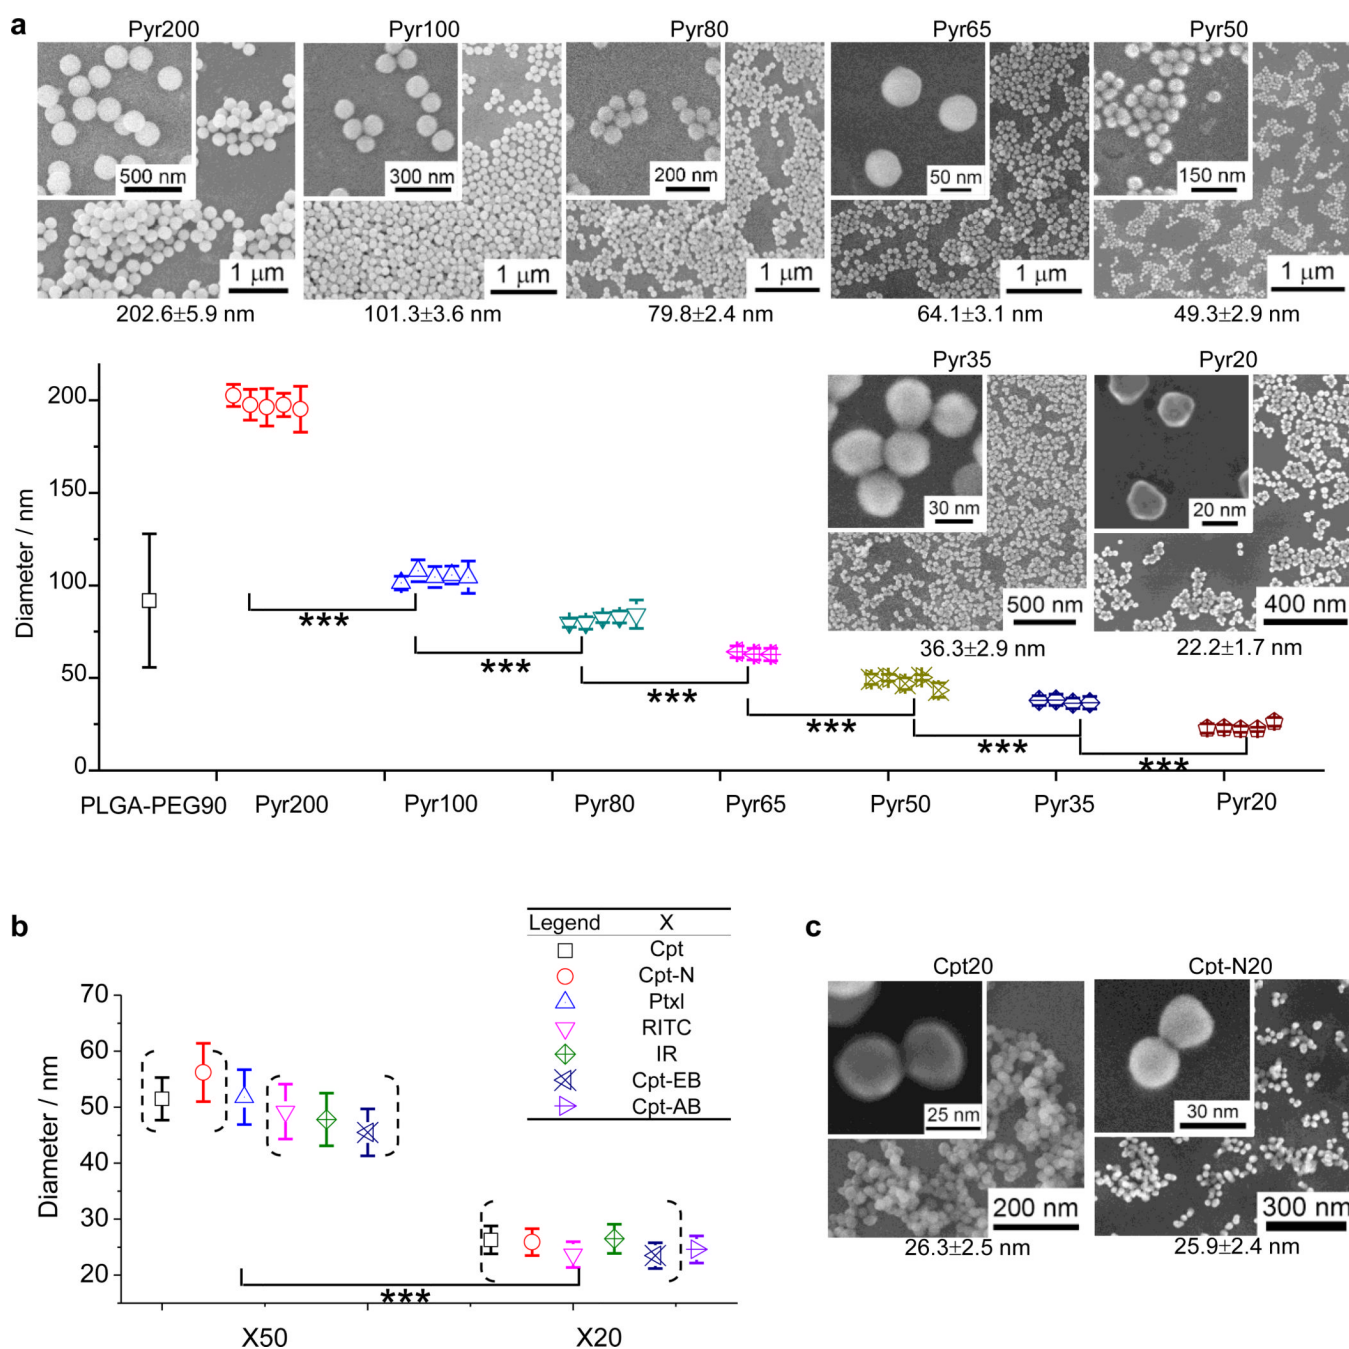 a
Pyr200
Pyr100
Pyr80
Pyr65
Pyr50
500 nm
300 nm
200 nm
50 nm
150 nm
1 μm
1 μm
1 μm
1 μm
1 μm
202.6±5.9 nm
101.3±3.6 nm
79.8±2.4 nm
64.1±3.1 nm
49.3±2.9 nm
Pyr35
Pyr20
30 nm
20 nm
500 nm
400 nm
36.3±2.9 nm
22.2±1.7 nm
Diameter / nm
200
150
100
50
0
***
***
***
***
***
***
PLGA-PEG90
Pyr200
Pyr100
Pyr80
Pyr65
Pyr50
Pyr35
Pyr20
b
Legend X
Cpt
Cpt-N
Ptxl
RITC
IR
Cpt-EB
Cpt-AB
Diameter / nm
70
60
50
40
30
20
***
X50
X20
c
Cpt20
Cpt-N20
25 nm
30 nm
200 nm
300 nm
26.3±2.5 nm
25.9±2.4 nm